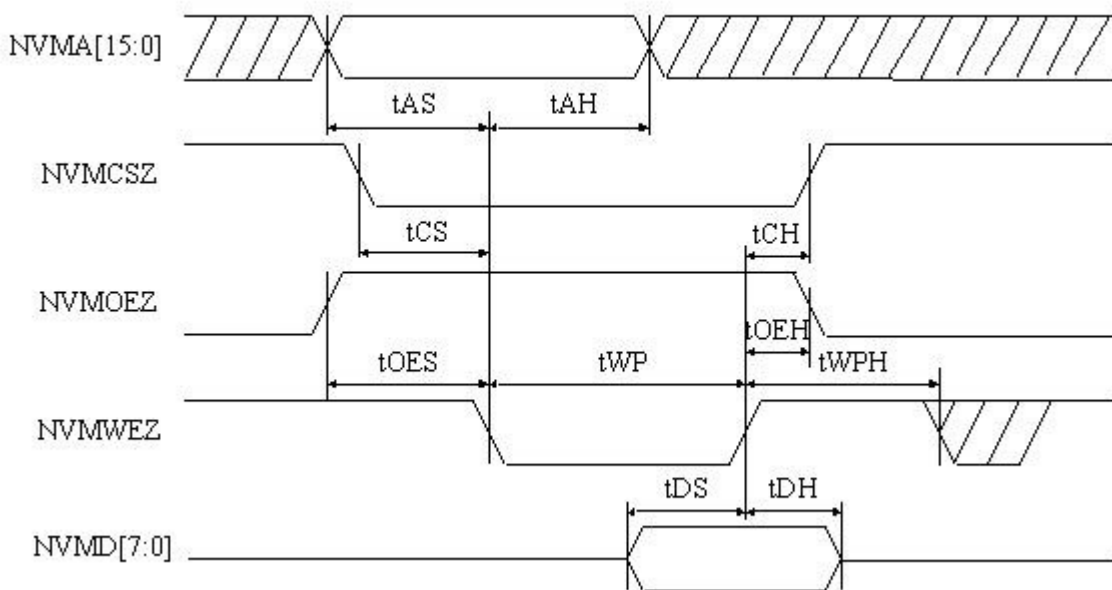 NVMA[15:0]
tAS
tAH
NVMCSZ
tCS
tCH
NVMOEZ
tOEH
tOES
tWP
tWPH
NVMWEZ
tDS
tDH
NVMD[7:0]